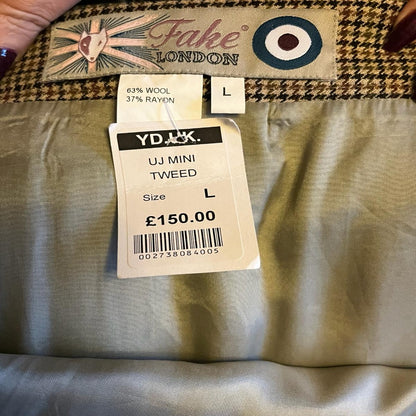 Fake®
LONDON
63% WOOL
37% RAYON
L
YD.U.K.
UJ MINI
TWEED
Size L
£150.00
002738084005